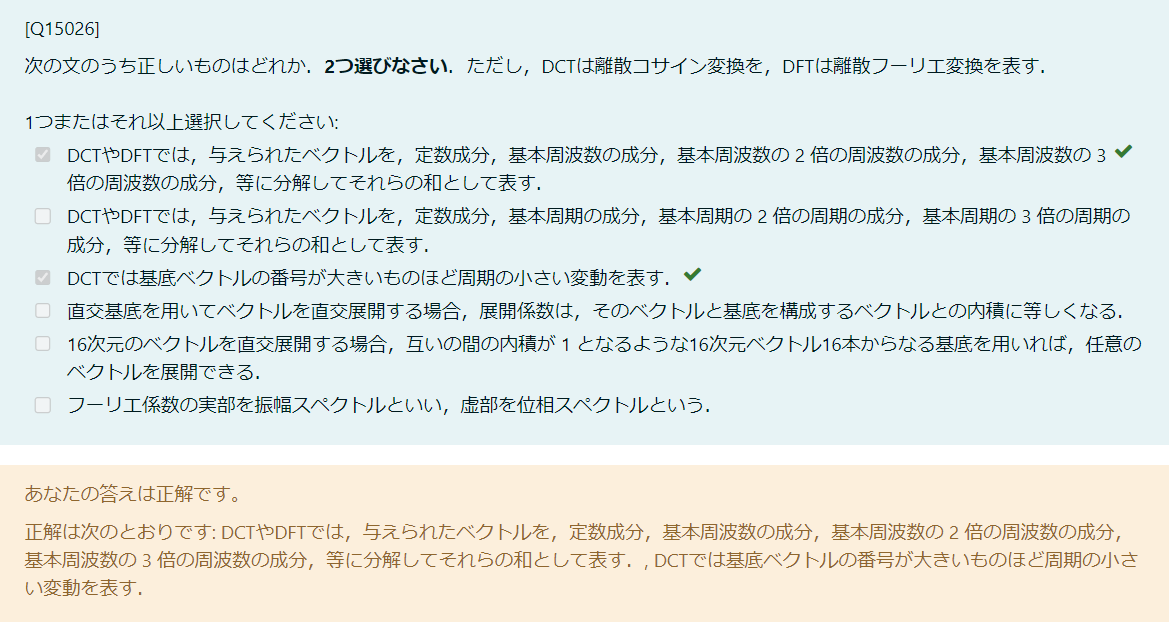 [Q15026]
次の文のうち正しいものはどれか．2つ選びなさい．ただし，DCTは離散コサイン変換を，DFTは離散フーリエ変換を表す．
1つまたはそれ以上選択してください:
DCTやDFTでは，与えられたベクトルを，定数成分，基本周波数の成分，基本周波数の 2 倍の周波数の成分，基本周波数の 3
倍の周波数の成分，等に分解してそれらの和として表す．
DCTやDFTでは，与えられたベクトルを，定数成分，基本周期の成分，基本周期の 2 倍の周期の成分，基本周期の 3 倍の周期の
成分，等に分解してそれらの和として表す．
DCTでは基底ベクトルの番号が大きいものほど周期の小さい変動を表す．
直交基底を用いてベクトルを直交展開する場合，展開係数は，そのベクトルと基底を構成するベクトルとの内積に等しくなる．
16次元のベクトルを直交展開する場合，互いの間の内積が 1 となるような16次元ベクトル16本からなる基底を用いれば，任意の
ベクトルを展開できる．
フーリエ係数の実部を振幅スペクトルといい，虚部を位相スペクトルという．
あなたの答えは正解です。
正解は次のとおりです: DCTやDFTでは，与えられたベクトルを，定数成分，基本周波数の成分，基本周波数の 2 倍の周波数の成分，
基本周波数の 3 倍の周波数の成分，等に分解してそれらの和として表す．, DCTでは基底ベクトルの番号が大きいものほど周期の小さ
い変動を表す．